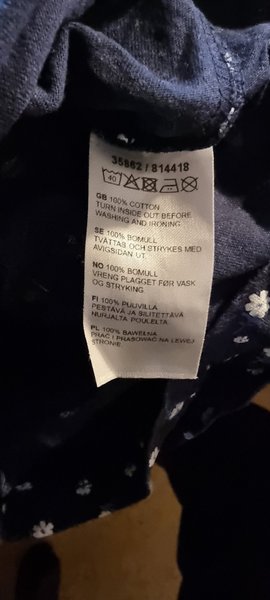 35862 / 814418
40
GB 100% COTTON
TURN INSIDE OUT BEFORE
WASHING AND IRONING.
SE 100% BOMULL
TVÄTTAS OCH STRYKES MED
AVIGSIDAN UT.
NO 100% BOMULL
VRENG PLAGGET FØR VASK
OG STRYKING.
FI 100% PUUVILLA
PESTÄVÄ JA SILITETTÄVÄ
NURJALTA PUOLELTA.
PL 100% BAWEŁNA
PRAĆ I PRASOWAĆ NA LEWEJ
STRONIE.